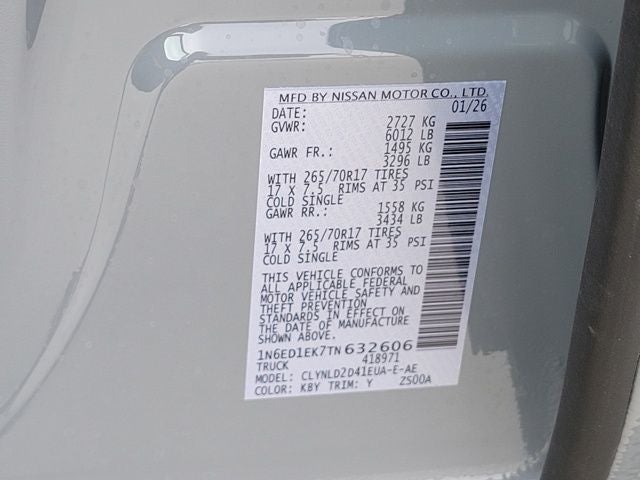 MFD BY NISSAN MOTOR CO., LTD.
DATE: 01/26
GVWR: 2727 KG
6012 LB
GAWR FR.: 1495 KG
3296 LB
WITH 265/70R17 TIRES
17 X 7.5 RIMS AT 35 PSI
COLD SINGLE
GAWR RR.: 1558 KG
3434 LB
WITH 265/70R17 TIRES
17 X 7.5 RIMS AT 35 PSI
COLD SINGLE
THIS VEHICLE CONFORMS TO
ALL APPLICABLE FEDERAL
MOTOR VEHICLE SAFETY AND
THEFT PREVENTION
STANDARDS IN EFFECT ON
THE DATE OF MANUFACTURE
SHOWN ABOVE.
1N6ED1EK7TN632606
TRUCK 418971
MODEL: CLYNLD2D41EUA-E-AE
COLOR: KBY TRIM: Y ZS00A